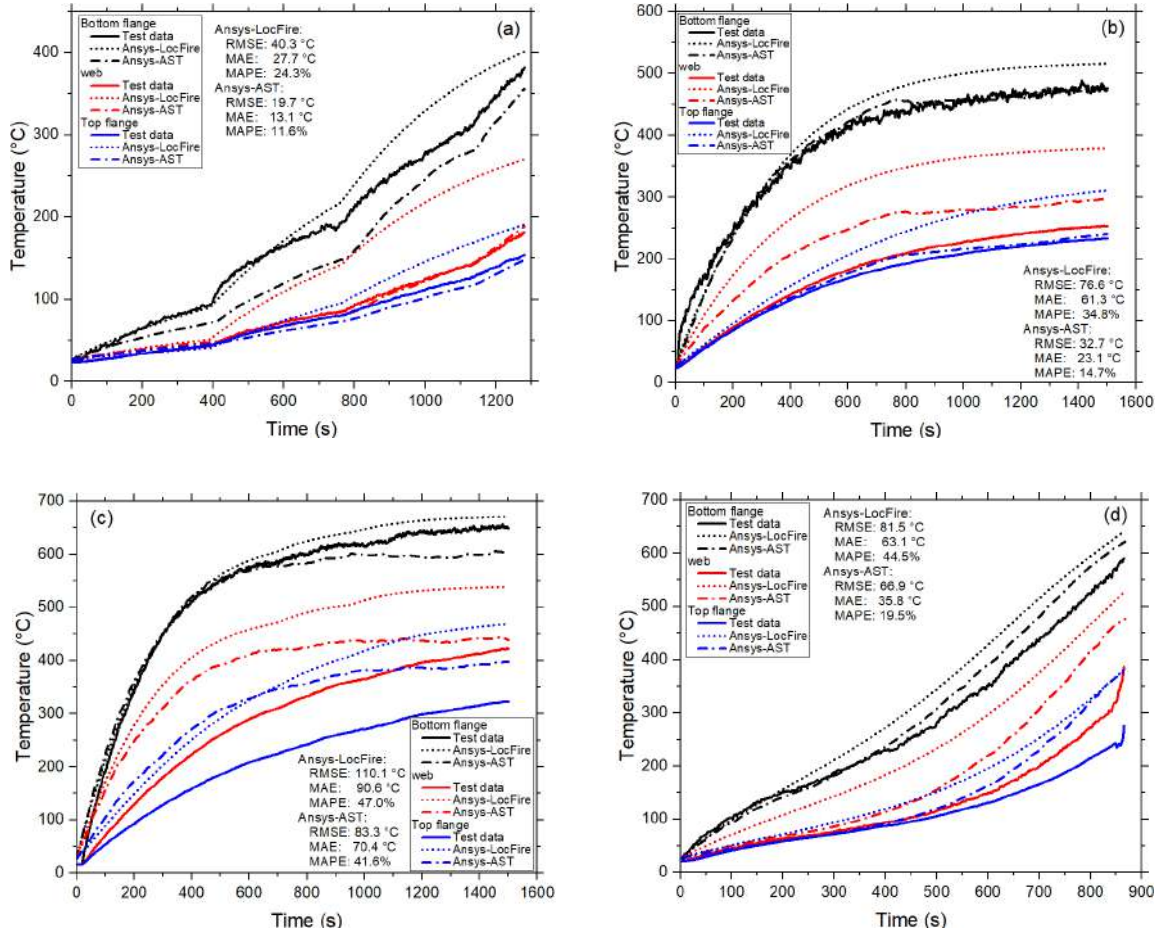 (a)
Bottom flange
Test data
Ansys-LocFire
Ansys-AST
web
Test data
Ansys-LocFire
Ansys-AST
Top flange
Test data
Ansys-LocFire
Ansys-AST
Ansys-LocFire:
RMSE: 40.3 °C
MAE: 27.7 °C
MAPE: 24.3%
Ansys-AST:
RMSE: 19.7 °C
MAE: 13.1 °C
MAPE: 11.6%
400
300
200
100
0
Temperature (°C)
0 200 400 600 800 1000 1200
Time (s)
(b)
Bottom flange
Test data
Ansys-LocFire
Ansys-AST
web
Test data
Ansys-LocFire
Ansys-AST
Top flange
Test data
Ansys-LocFire
Ansys-AST
Ansys-LocFire:
RMSE: 76.6 °C
MAE: 61.3 °C
MAPE: 34.8%
Ansys-AST:
RMSE: 32.7 °C
MAE: 23.1 °C
MAPE: 14.7%
600
500
400
300
200
100
0
Temperature (°C)
0 200 400 600 800 1000 1200 1400 1600
Time (s)
(c)
Ansys-LocFire:
RMSE: 110.1 °C
MAE: 90.6 °C
MAPE: 47.0%
Ansys-AST:
RMSE: 83.3 °C
MAE: 70.4 °C
MAPE: 41.6%
Bottom flange
Test data
Ansys-LocFire
Ansys-AST
web
Test data
Ansys-LocFire
Ansys-AST
Top flange
Test data
Ansys-LocFire
Ansys-AST
700
600
500
400
300
200
100
0
Temperature (°C)
0 200 400 600 800 1000 1200 1400 1600
Time (s)
(d)
Bottom flange
Test data
Ansys-LocFire
Ansys-AST
web
Test data
Ansys-LocFire
Ansys-AST
Top flange
Test data
Ansys-LocFire
Ansys-AST
Ansys-LocFire:
RMSE: 81.5 °C
MAE: 63.1 °C
MAPE: 44.5%
Ansys-AST:
RMSE: 66.9 °C
MAE: 35.8 °C
MAPE: 19.5%
700
600
500
400
300
200
100
0
Temperature (°C)
0 100 200 300 400 500 600 700 800 900
Time (s)